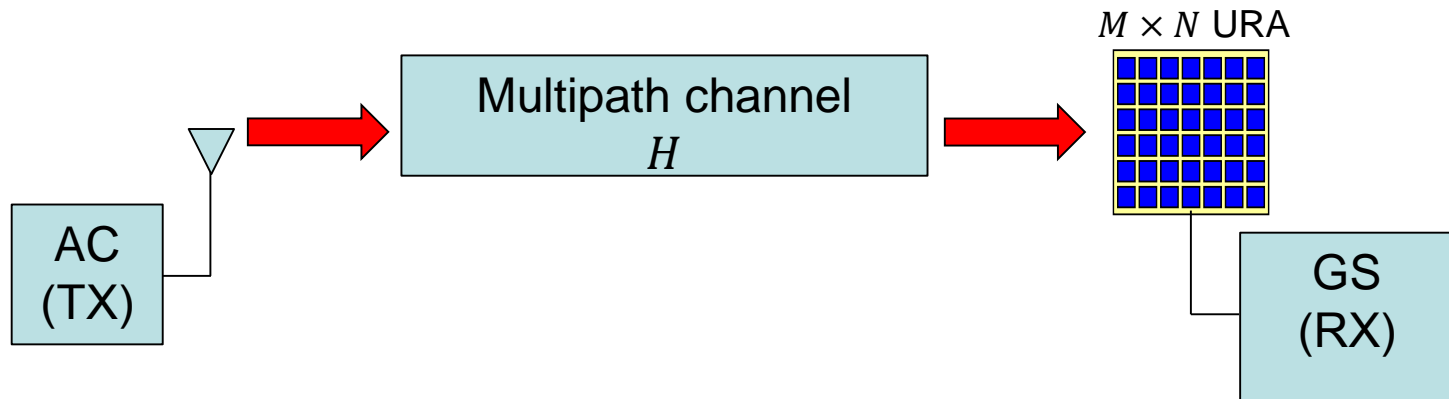 M × N URA
Multipath channel
H
AC
(TX)
GS
(RX)